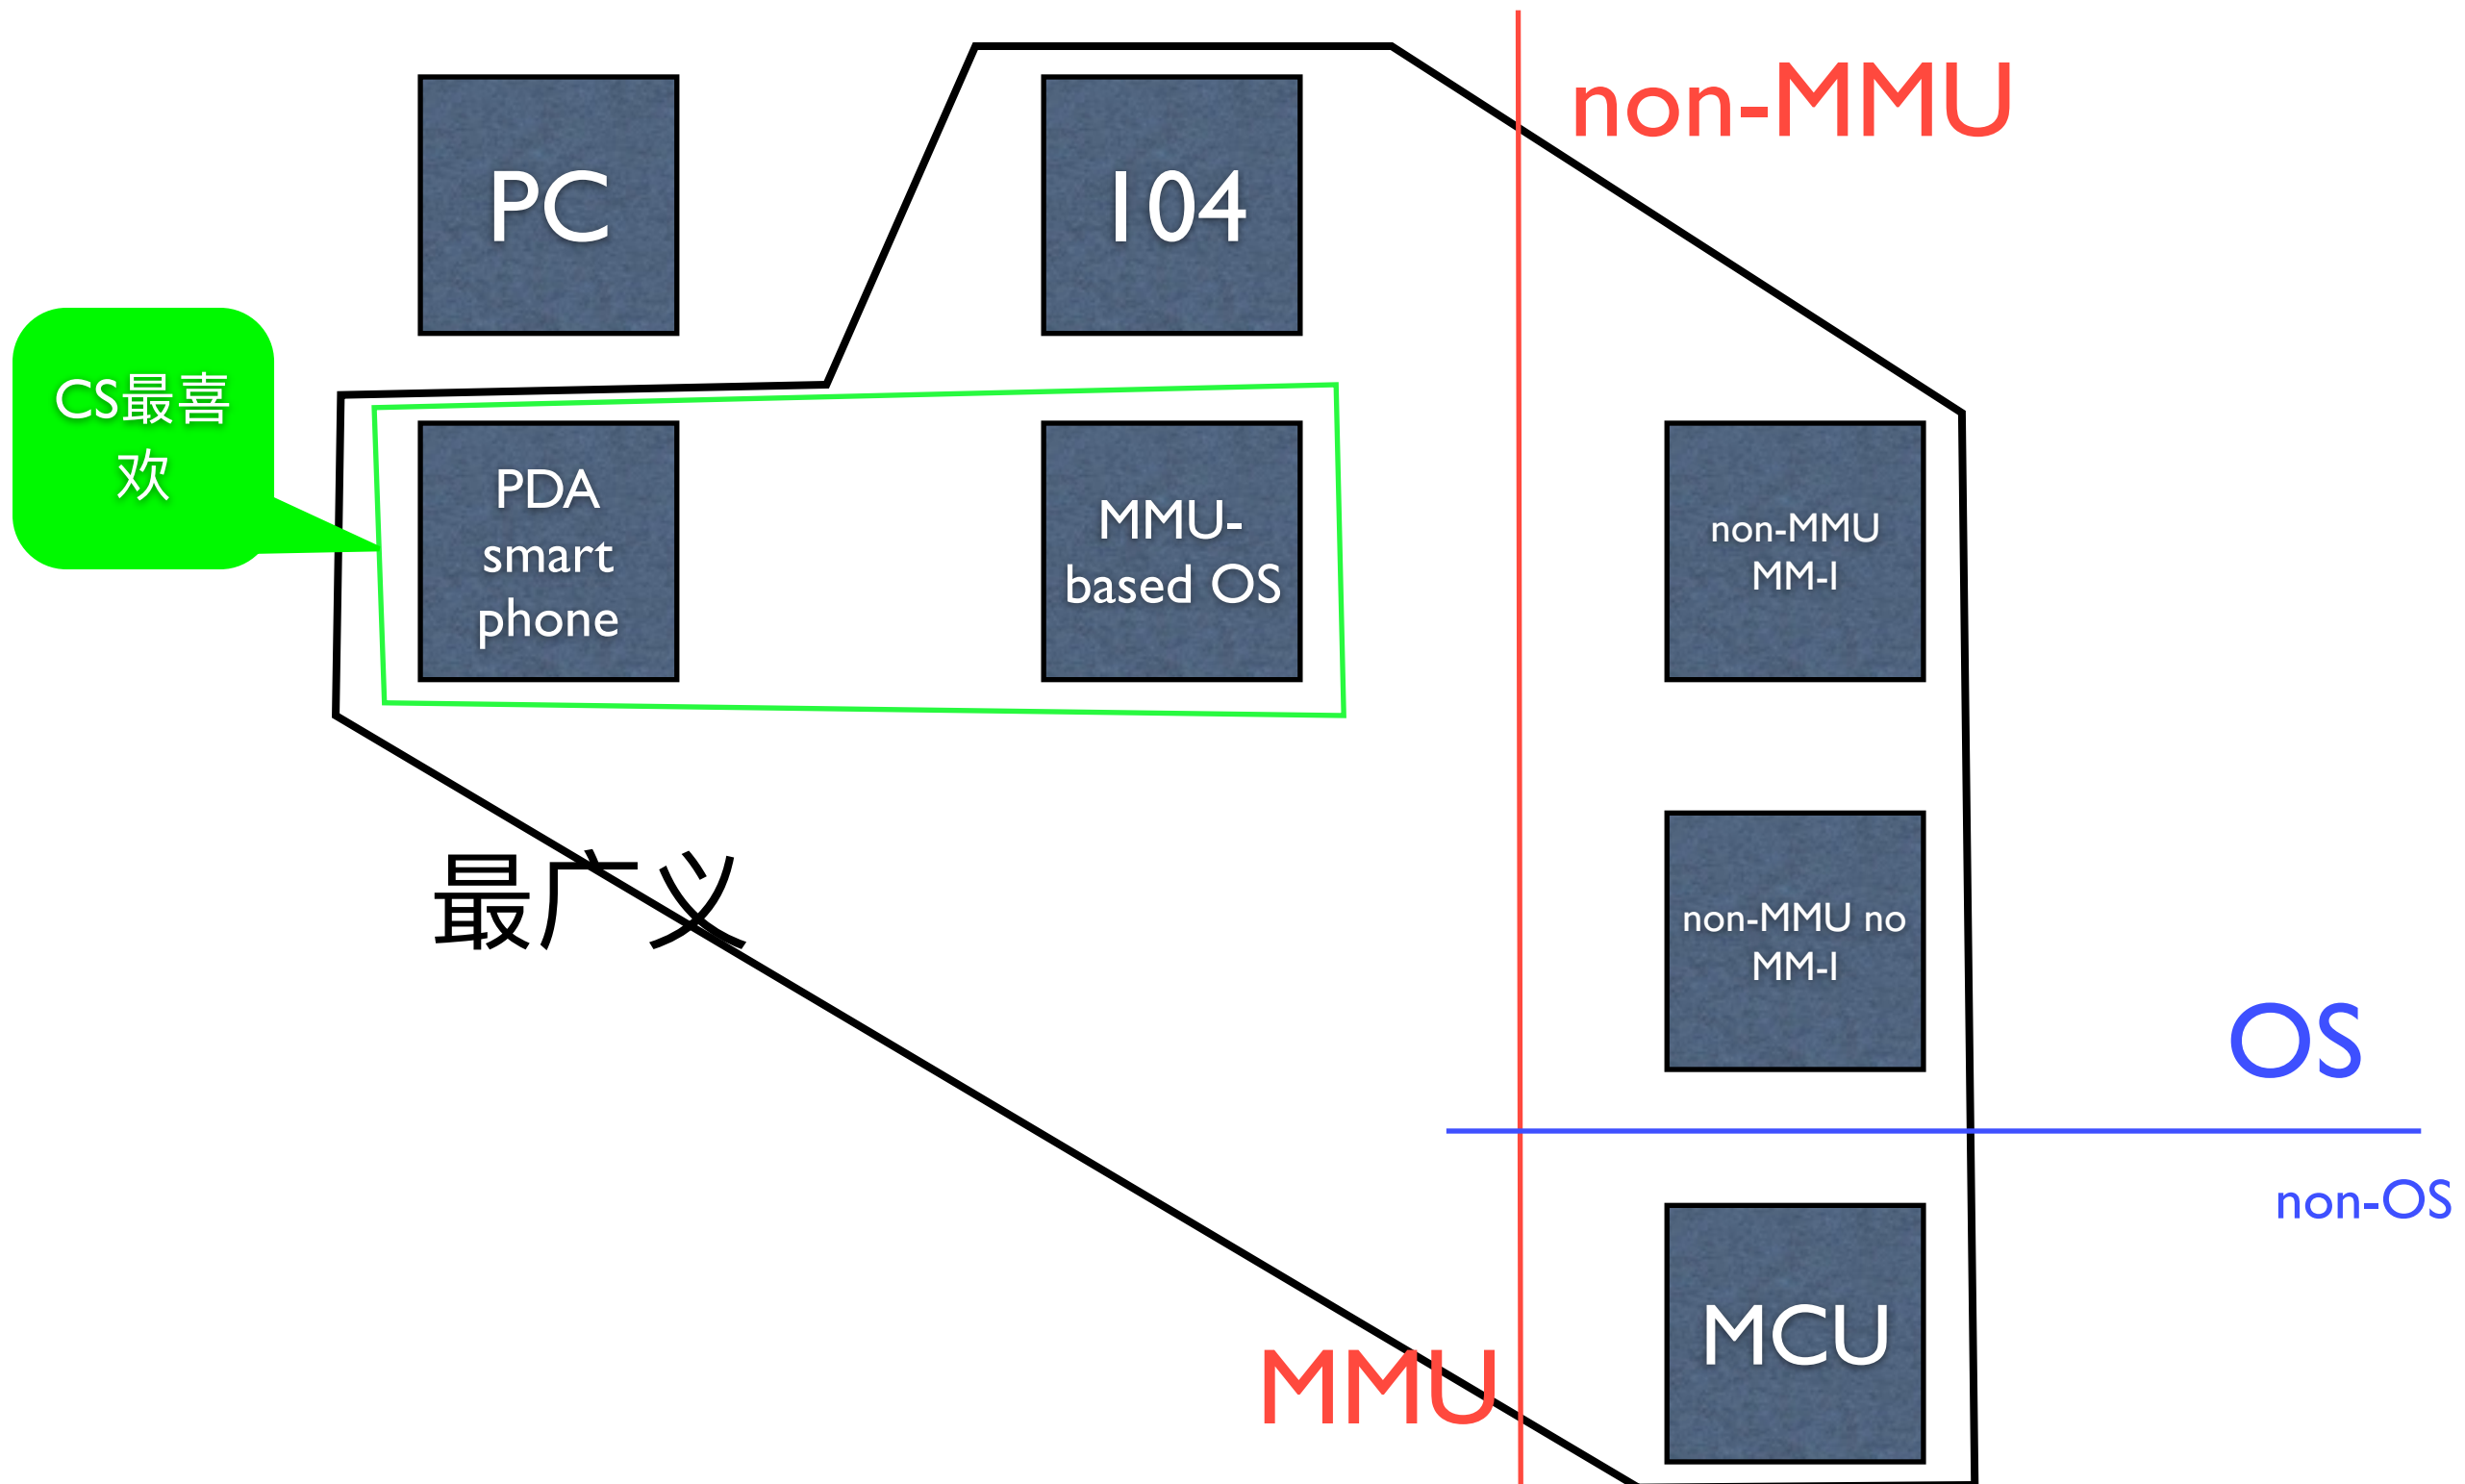 non-MMU
PC
104
CS最喜
欢
PDA
smart
phone
MMU-
based OS
non-MMU
MM-I
最广义
non-MMU no
MM-I
OS
non-OS
MMU
MCU